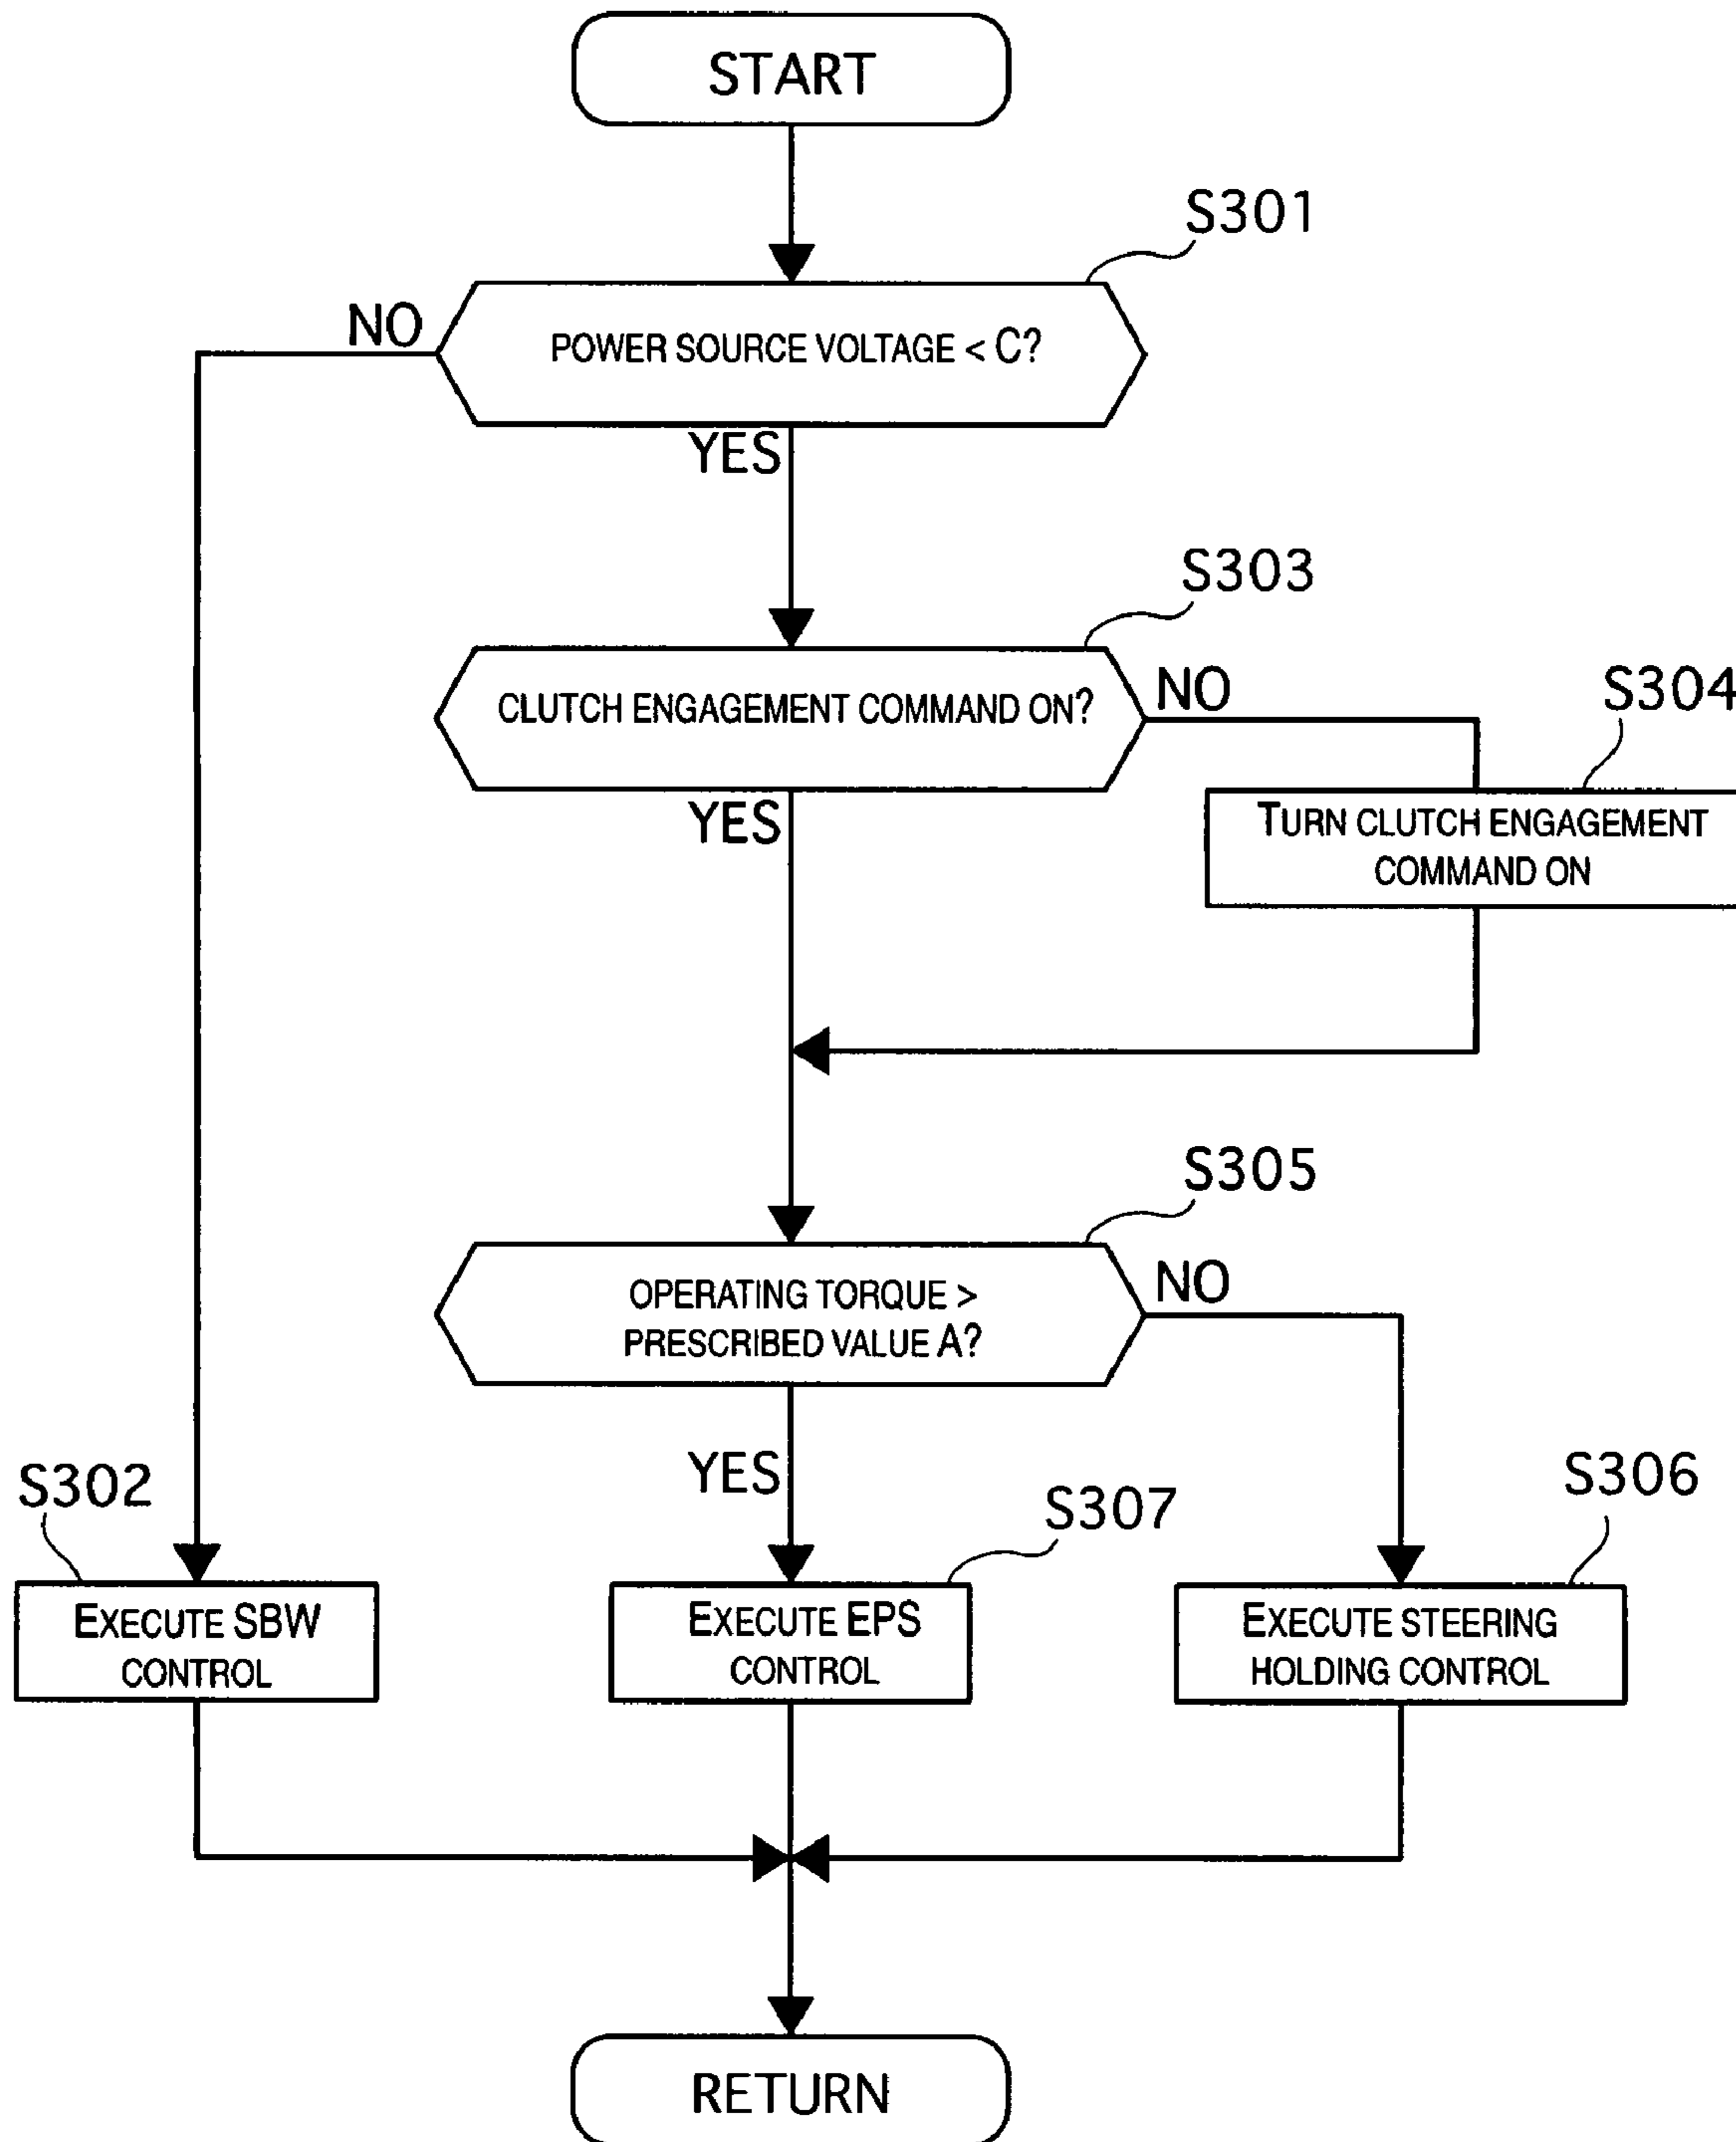 START
S301
NO
POWER SOURCE VOLTAGE < C?
YES
S303
CLUTCH ENGAGEMENT COMMAND ON?
NO
S304
YES
TURN CLUTCH ENGAGEMENT
COMMAND ON
S305
OPERATING TORQUE >
PRESCRIBED VALUE A?
NO
S302
YES
S307
S306
EXECUTE SBW
CONTROL
EXECUTE EPS
CONTROL
EXECUTE STEERING
HOLDING CONTROL
RETURN